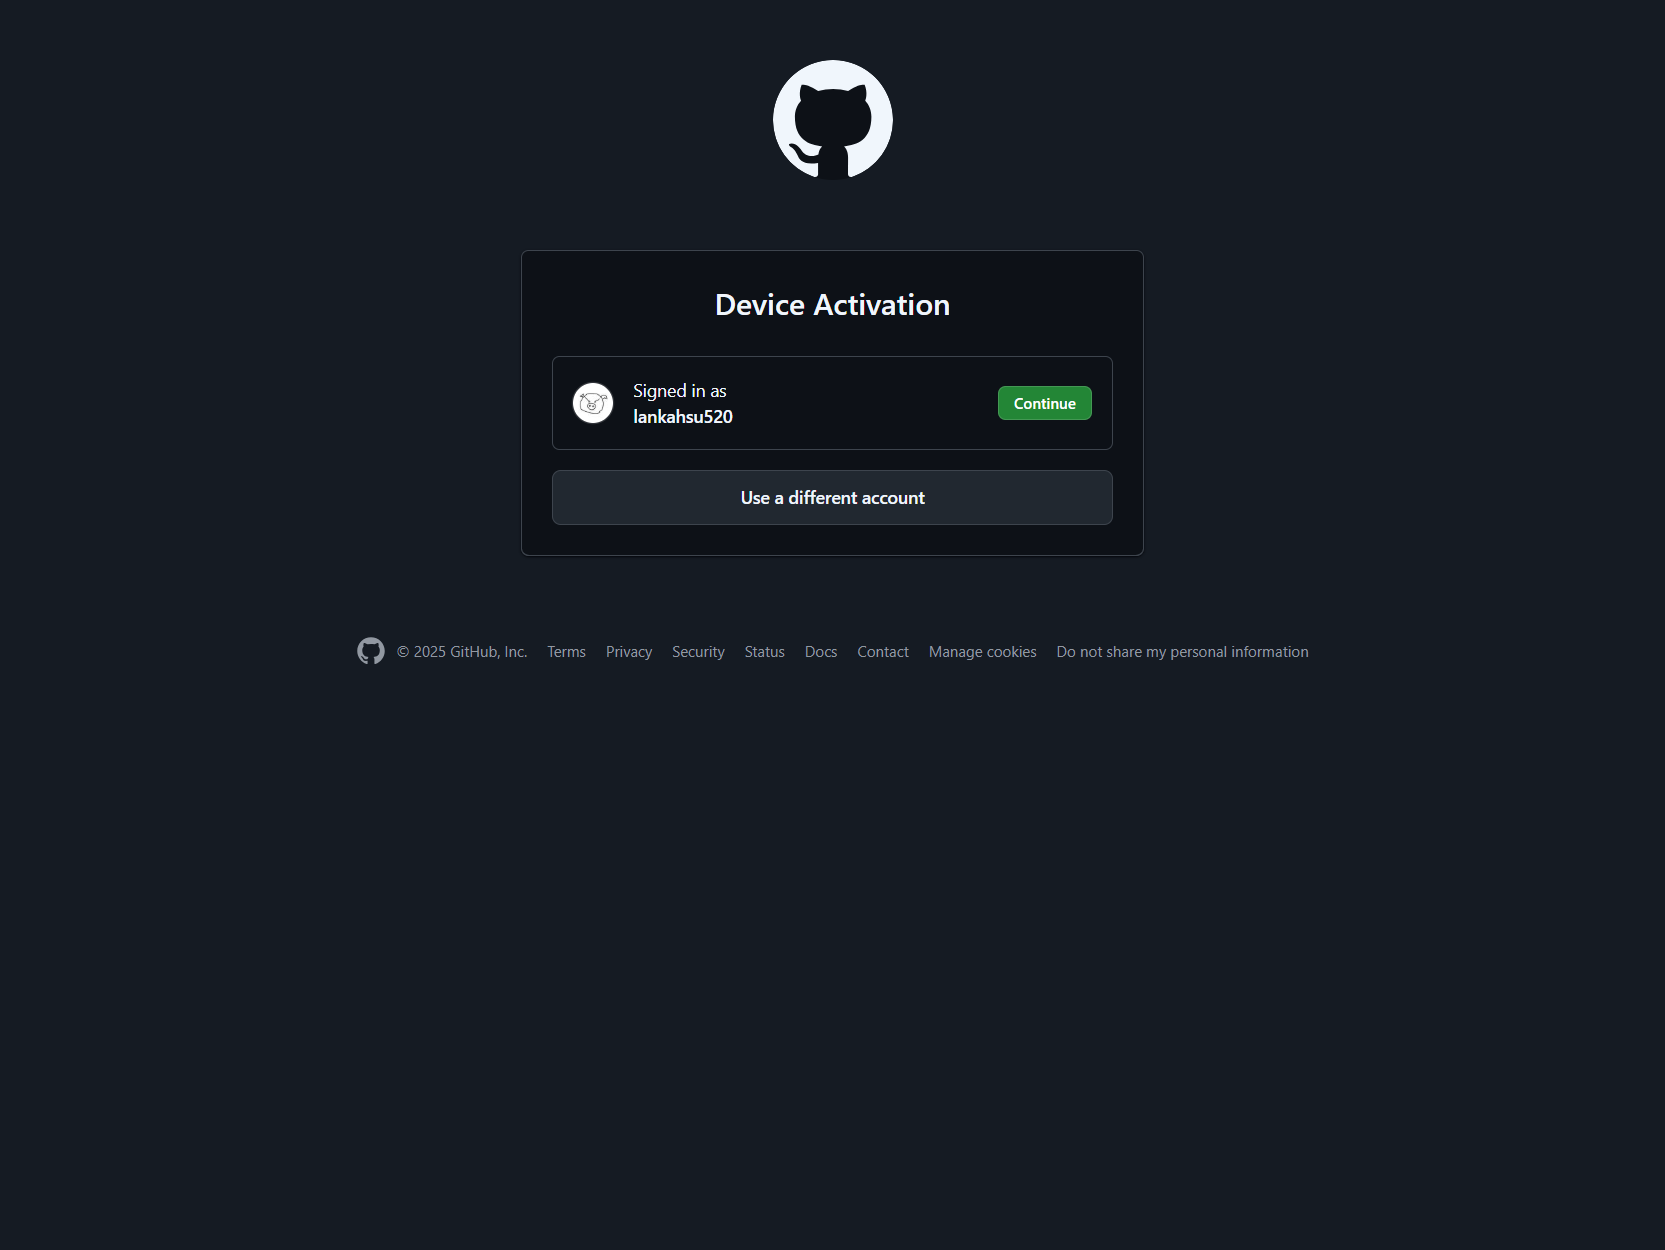 Device Activation
Signed in as
lankahsu520
Continue
Use a different account
© 2025 GitHub, Inc. Terms Privacy Security Status Docs Contact Manage cookies Do not share my personal information